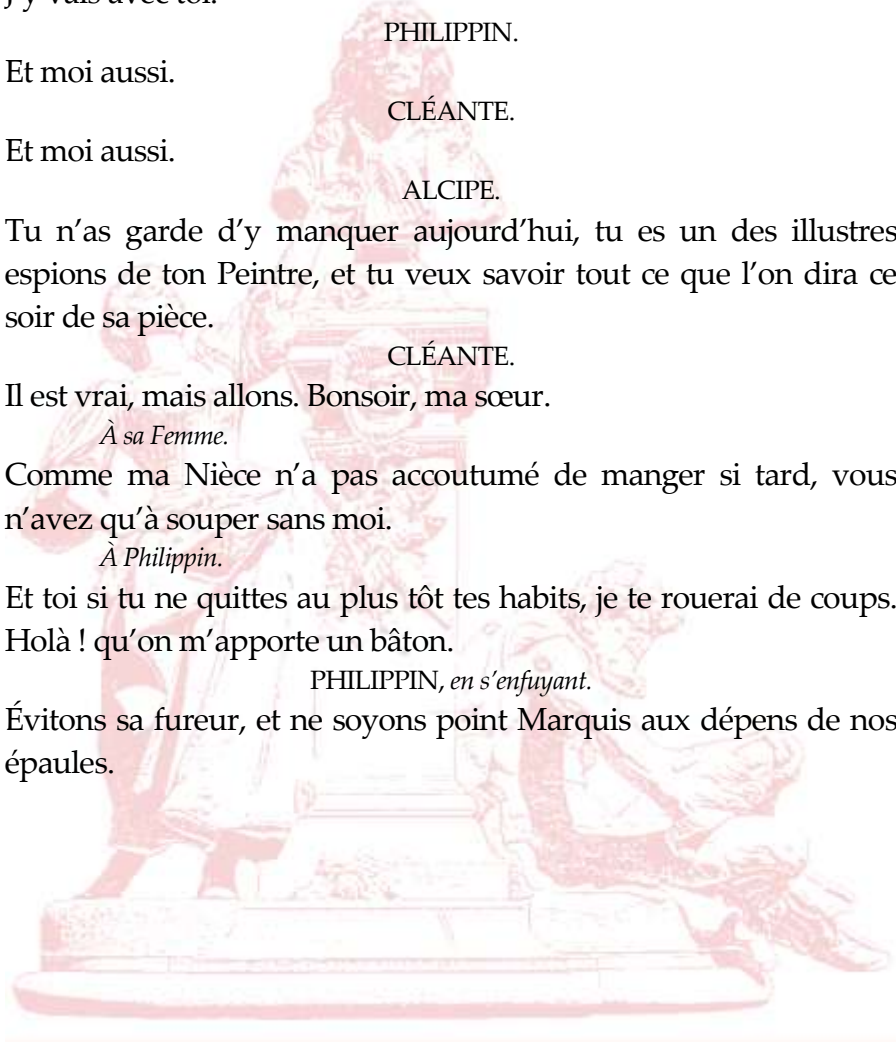 j'y vais avec toi.
PHILIPPIN.
Et moi aussi.
CLÉANTE.
Et moi aussi.
ALCIPE.
Tu n’as garde d’y manquer aujourd’hui, tu es un des illustres
espions de ton Peintre, et tu veux savoir tout ce que l’on dira ce
soir de sa pièce.
CLÉANTE.
Il est vrai, mais allons. Bonsoir, ma sœur.
À sa Femme.
Comme ma Nièce n’a pas accoutumé de manger si tard, vous
n’avez qu’à souper sans moi.
À Philippin.
Et toi si tu ne quittes au plus tôt tes habits, je te rouerai de coups.
Holà ! qu’on m’apporte un bâton.
PHILIPPIN, en s’enfuyant.
Évitons sa fureur, et ne soyons point Marquis aux dépens de nos
épaules.